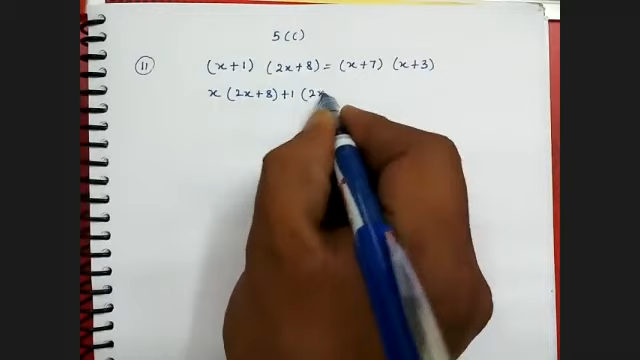 5(c)
11 (x+1) (2x+8) = (x+7) (x+3)
x (2x+8) +1 (2x